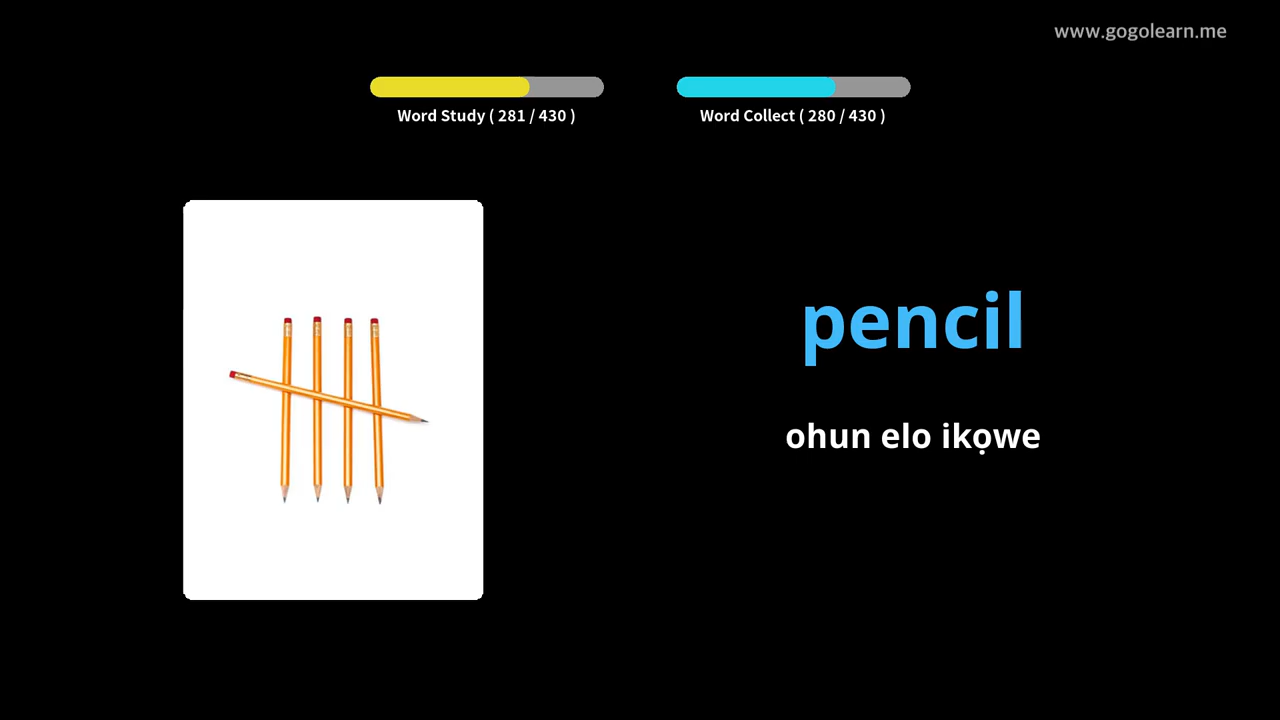 www.gogolearn.me
Word Study ( 281 / 430 )
Word Collect ( 280 / 430 )
pencil
ohun elo ikọwe